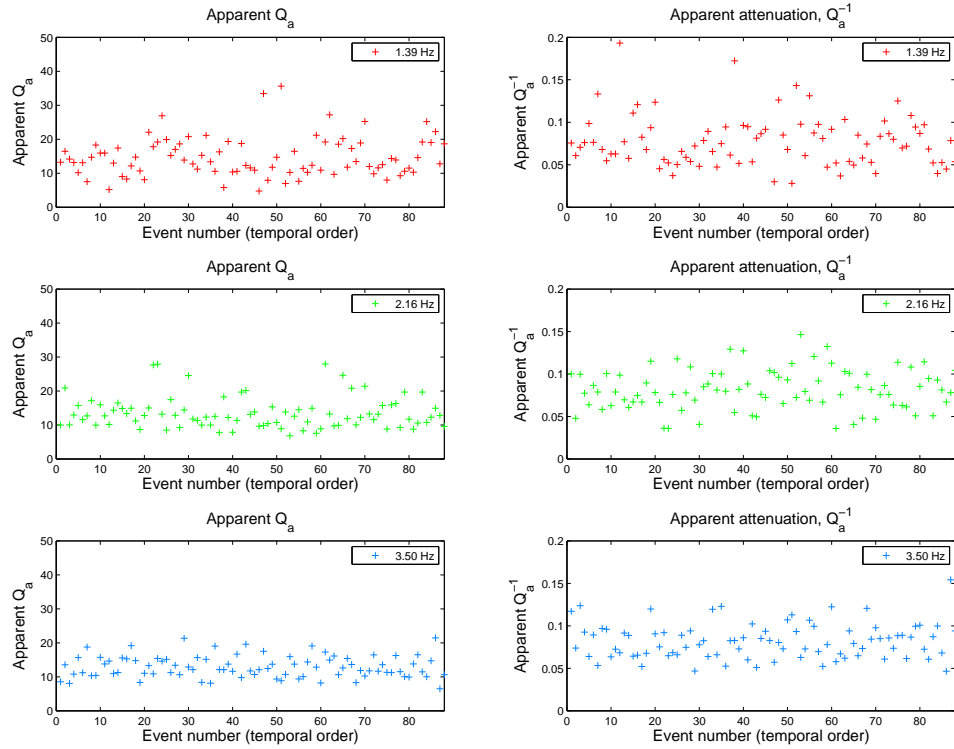 Apparent Q_a
Apparent attenuation, Q_a^{-1}
50
40
30
20
10
0
Apparent Q_a
1.39 Hz
0 10 20 30 40 50 60 70 80
Event number (temporal order)
0.2
0.15
0.1
0.05
0
Apparent Q_a^{-1}
1.39 Hz
0 10 20 30 40 50 60 70 80
Event number (temporal order)
Apparent Q_a
Apparent attenuation, Q_a^{-1}
50
40
30
20
10
0
Apparent Q_a
2.16 Hz
0 10 20 30 40 50 60 70 80
Event number (temporal order)
0.2
0.15
0.1
0.05
0
Apparent Q_a^{-1}
2.16 Hz
0 10 20 30 40 50 60 70 80
Event number (temporal order)
Apparent Q_a
Apparent attenuation, Q_a^{-1}
50
40
30
20
10
0
Apparent Q_a
3.50 Hz
0 10 20 30 40 50 60 70 80
Event number (temporal order)
0.2
0.15
0.1
0.05
0
Apparent Q_a^{-1}
3.50 Hz
0 10 20 30 40 50 60 70 80
Event number (temporal order)